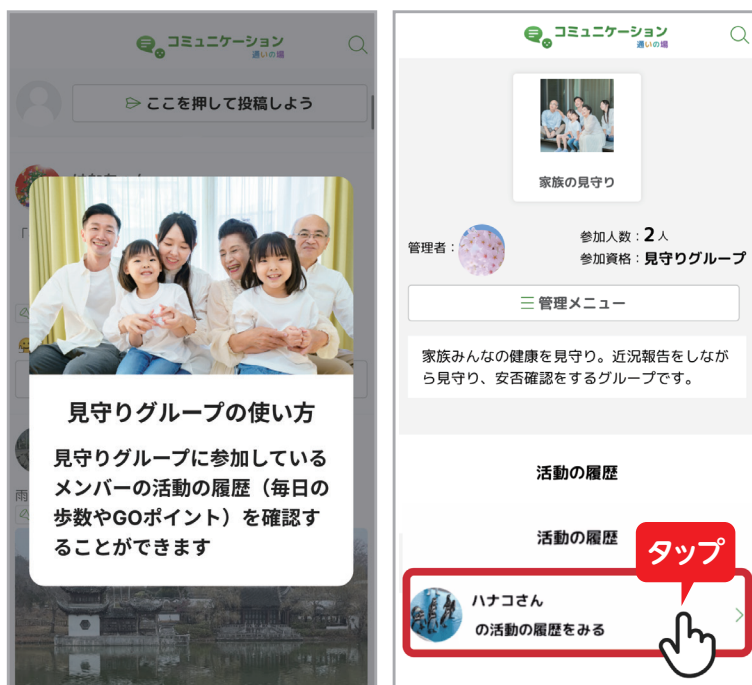 コミュニケーション
通いの場
ここを押して投稿しよう
「
雨
見守りグループの使い方
見守りグループに参加している
メンバーの活動の履歴（毎日の
歩数やGOポイント）を確認す
ることができます
コミュニケーション
通いの場
家族の見守り
管理者：
参加人数：2人
参加資格：見守りグループ
管理メニュー
家族みんなの健康を見守り。近況報告をしなが
ら見守り、安否確認をするグループです。
活動の履歴
活動の履歴
タップ
ハナコさん
の活動の履歴をみる